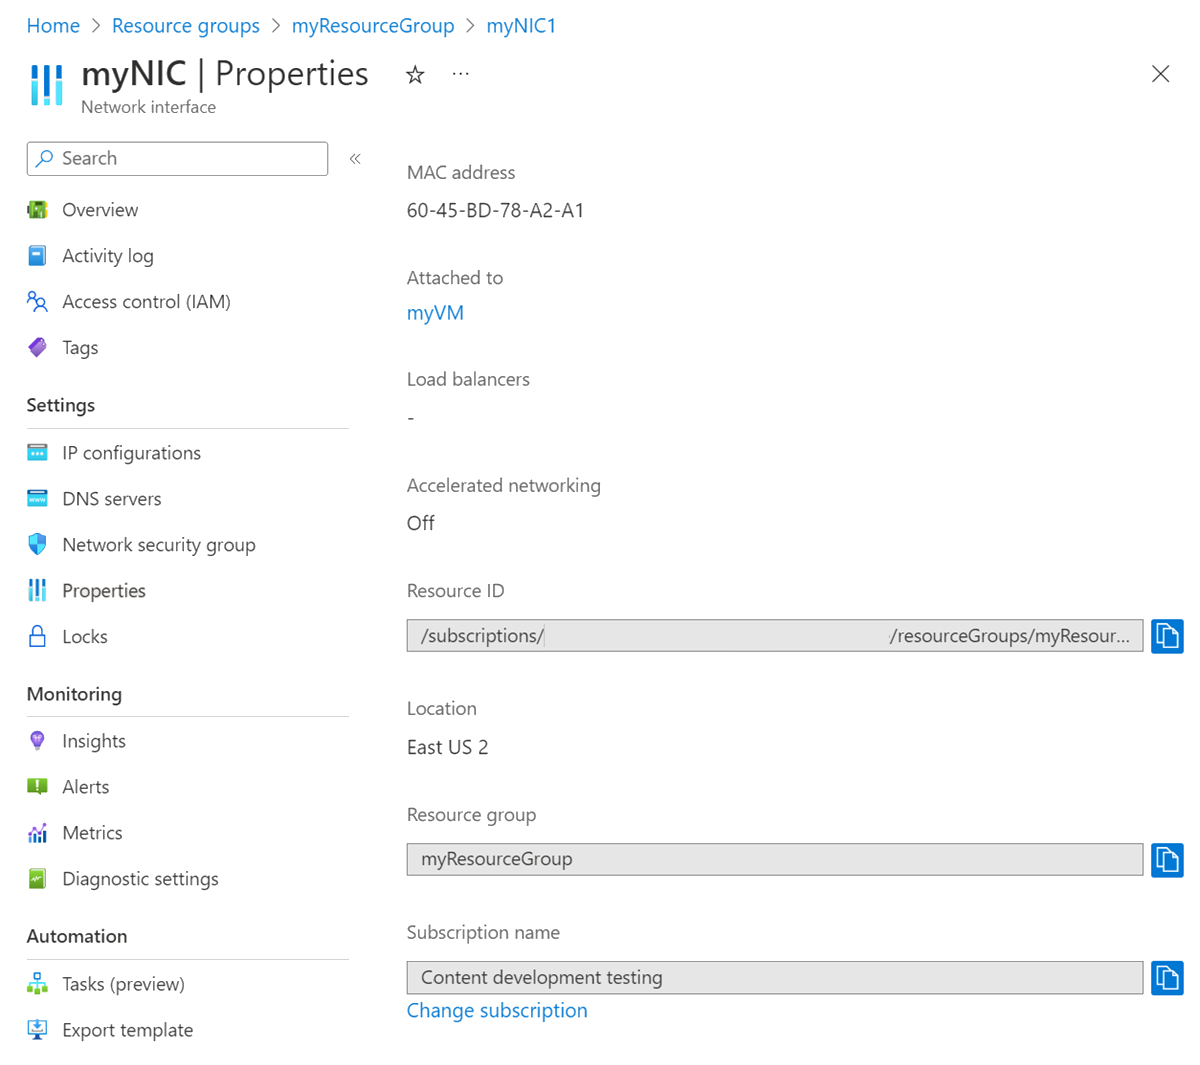 Home > Resource groups > myResourceGroup > myNIC1
myNIC | Properties
Network interface
Search
Overview
Activity log
Access control (IAM)
Tags
Settings
IP configurations
DNS servers
Network security group
Properties
Locks
Monitoring
Insights
Alerts
Metrics
Diagnostic settings
Automation
Tasks (preview)
Export template
MAC address
60-45-BD-78-A2-A1
Attached to
myVM
Load balancers
-
Accelerated networking
Off
Resource ID
/subscriptions/ /resourceGroups/myResour...
Location
East US 2
Resource group
myResourceGroup
Subscription name
Content development testing
Change subscription